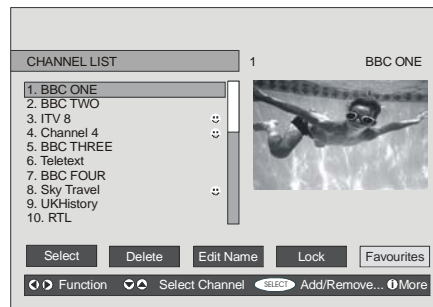 CHANNEL LIST
1 BBC ONE
1. BBC ONE
2. BBC TWO
3. ITV 8
4. Channel 4
5. BBC THREE
6. Teletext
7. BBC FOUR
8. Sky Travel
9. UKHistory
10. RTL
Select Delete Edit Name Lock Favourites
Function Select Channel SELECT Add/Remove... i More